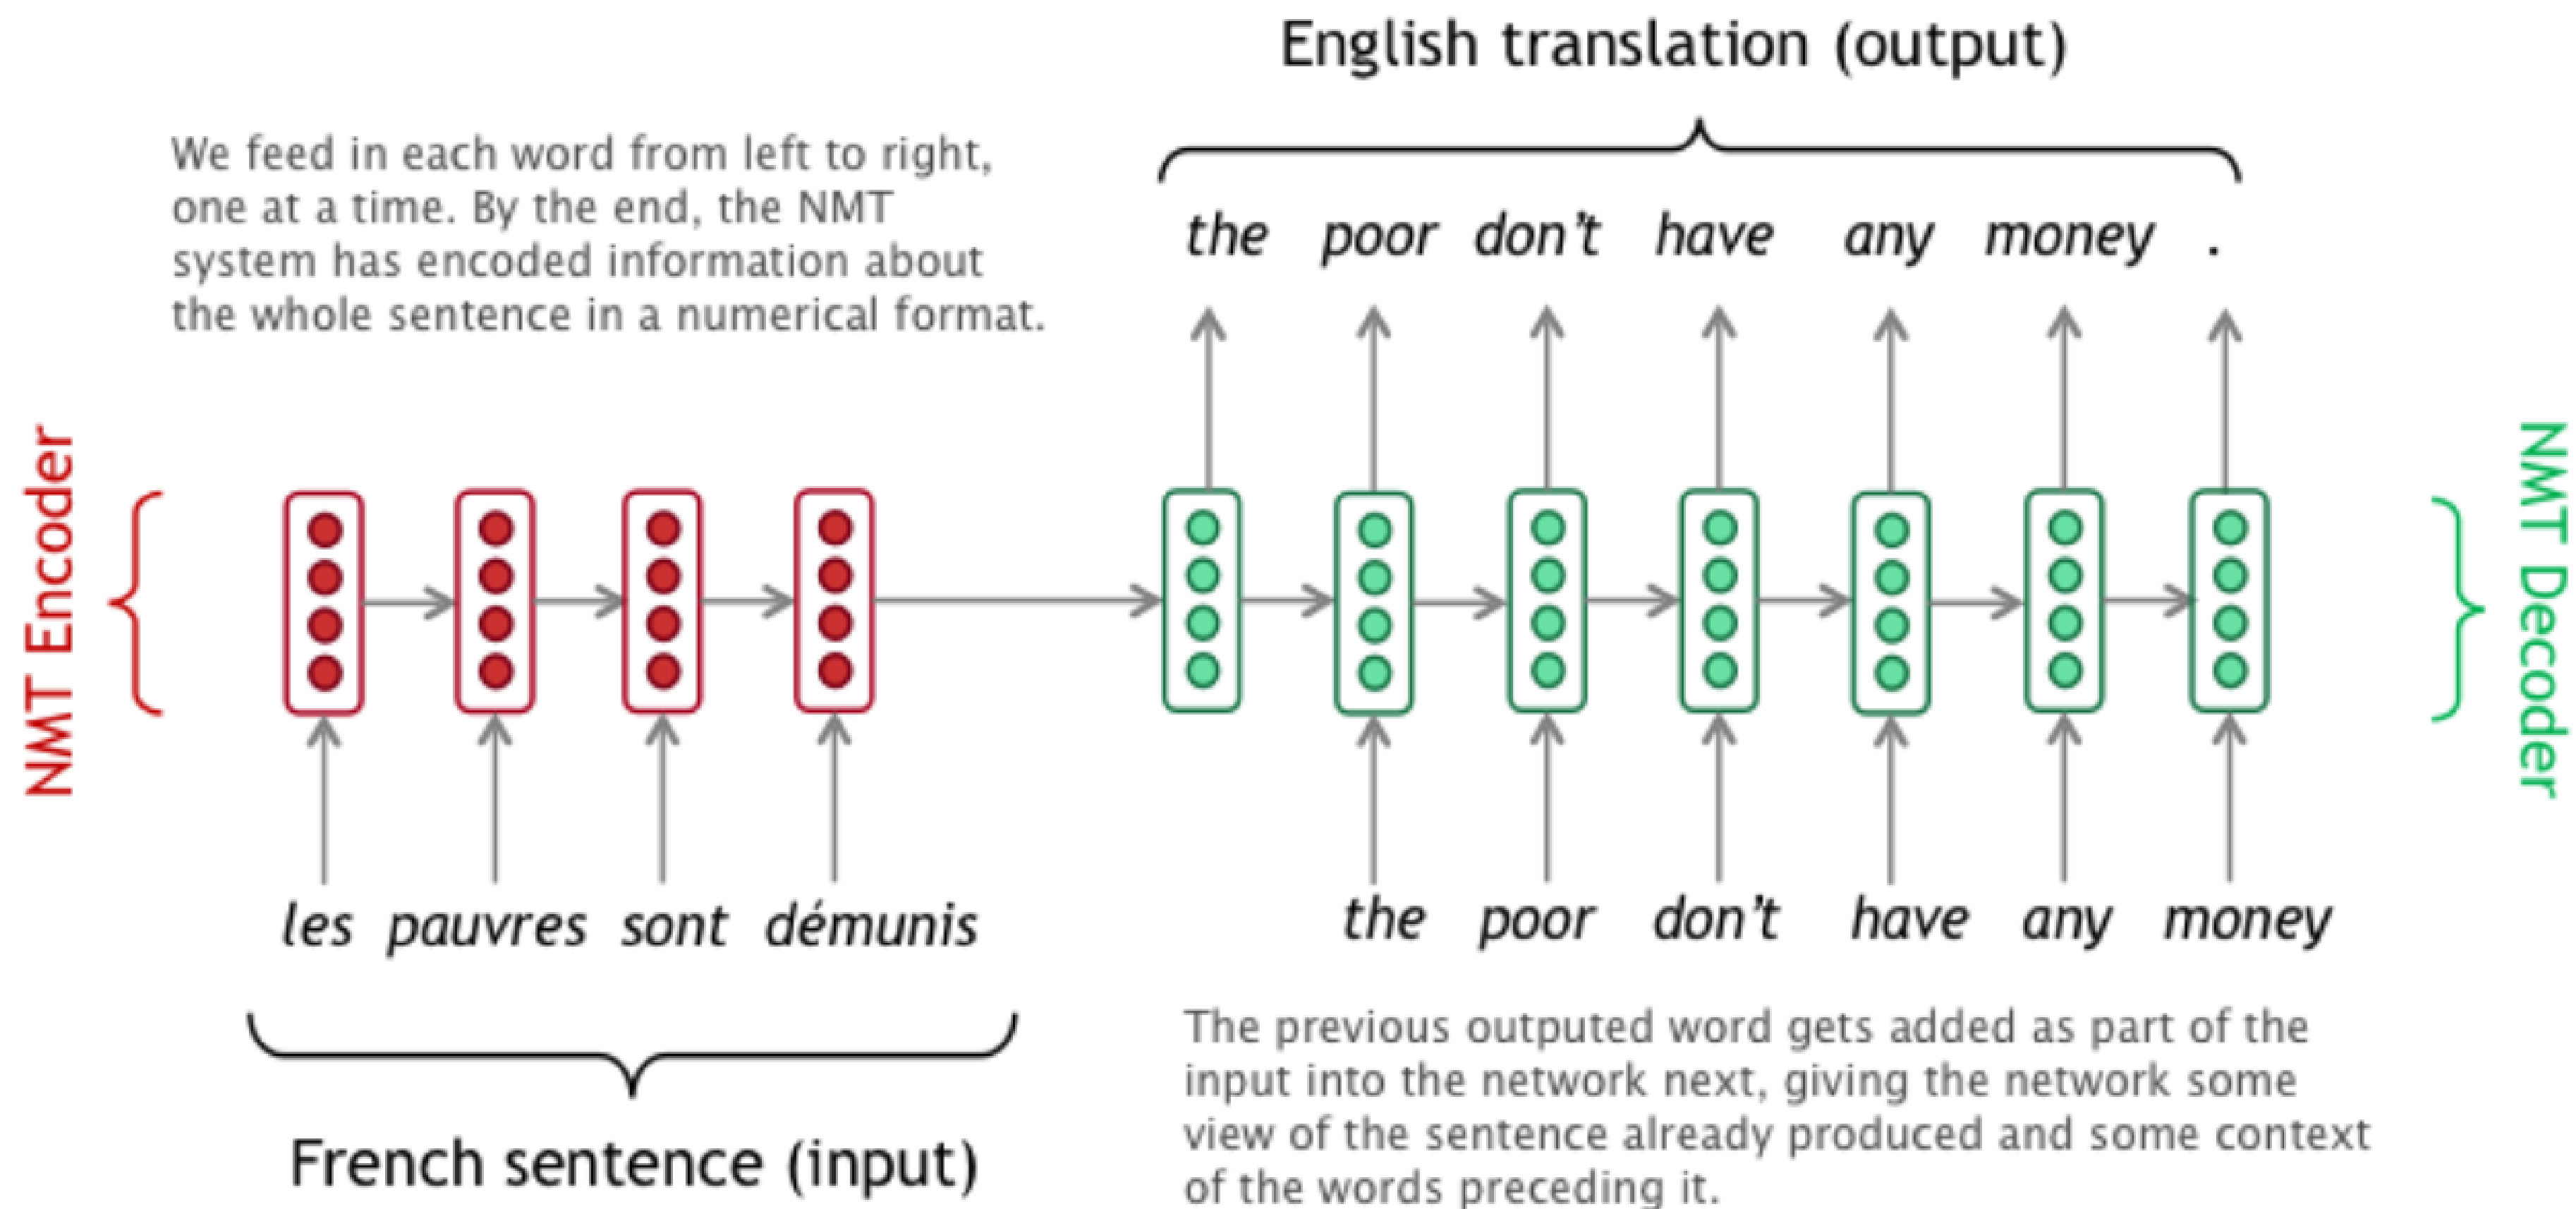 English translation (output)
We feed in each word from left to right,
one at a time. By the end, the NMT
system has encoded information about
the whole sentence in a numerical format.
the poor don't have any money .
NMT Encoder
NMT Decoder
les pauvres sont démunis
the poor don't have any money
French sentence (input)
The previous outputed word gets added as part of the
input into the network next, giving the network some
view of the sentence already produced and some context
of the words preceding it.